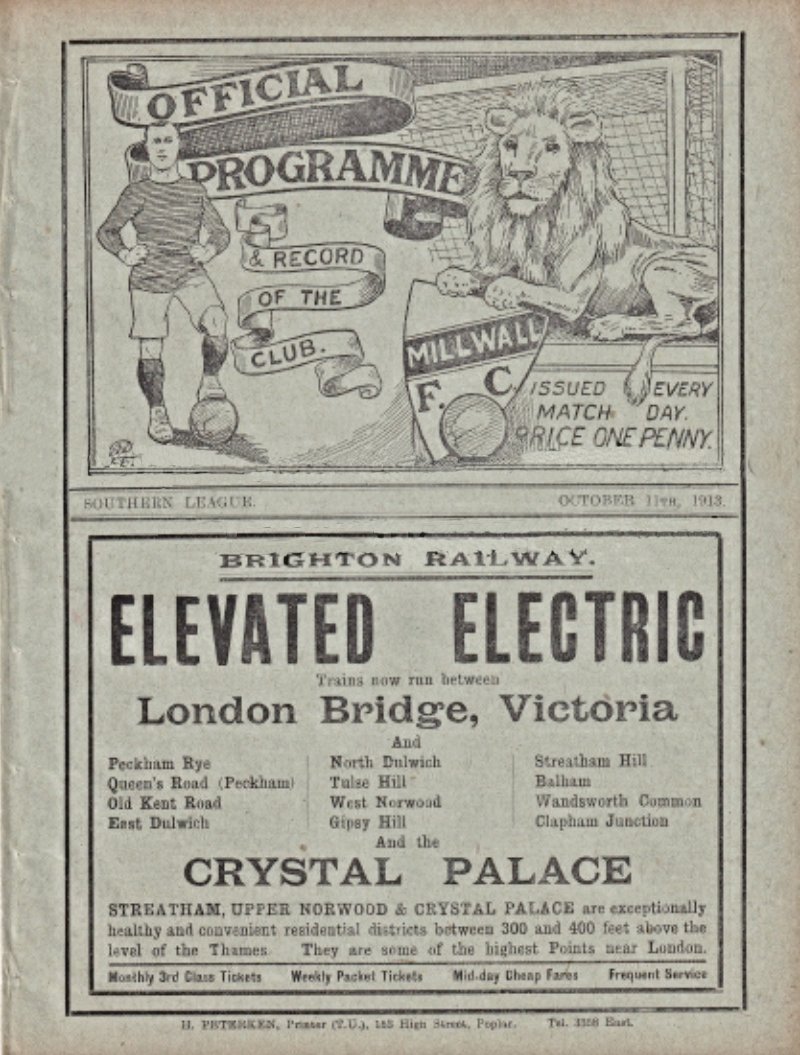 OFFICIAL
PROGRAMME
& RECORD
OF THE
CLUB.
MILLWALL
F. C.
ISSUED EVERY
MATCH DAY.
PRICE ONE PENNY.
SOUTHERN LEAGUE. OCTOBER 11TH, 1913.
BRIGHTON RAILWAY.
ELEVATED ELECTRIC
Trains now run between
London Bridge, Victoria
And
Peckham Rye North Dulwich Streatham Hill
Queen's Road (Peckham) Tulse Hill Balham
Old Kent Road West Norwood Wandsworth Common
East Dulwich Gipsy Hill Clapham Junction
And the
CRYSTAL PALACE
STREATHAM, UPPER NORWOOD & CRYSTAL PALACE are exceptionally
healthy and convenient residential districts between 300 and 400 feet above the
level of the Thames They are some of the highest Points near London.
Monthly 3rd Class Tickets Weekly Packet Tickets Mid-day Cheap Fares Frequent Service
H. PETERKEN, Printer (T.U.), High Street, Poplar. Tel. East.